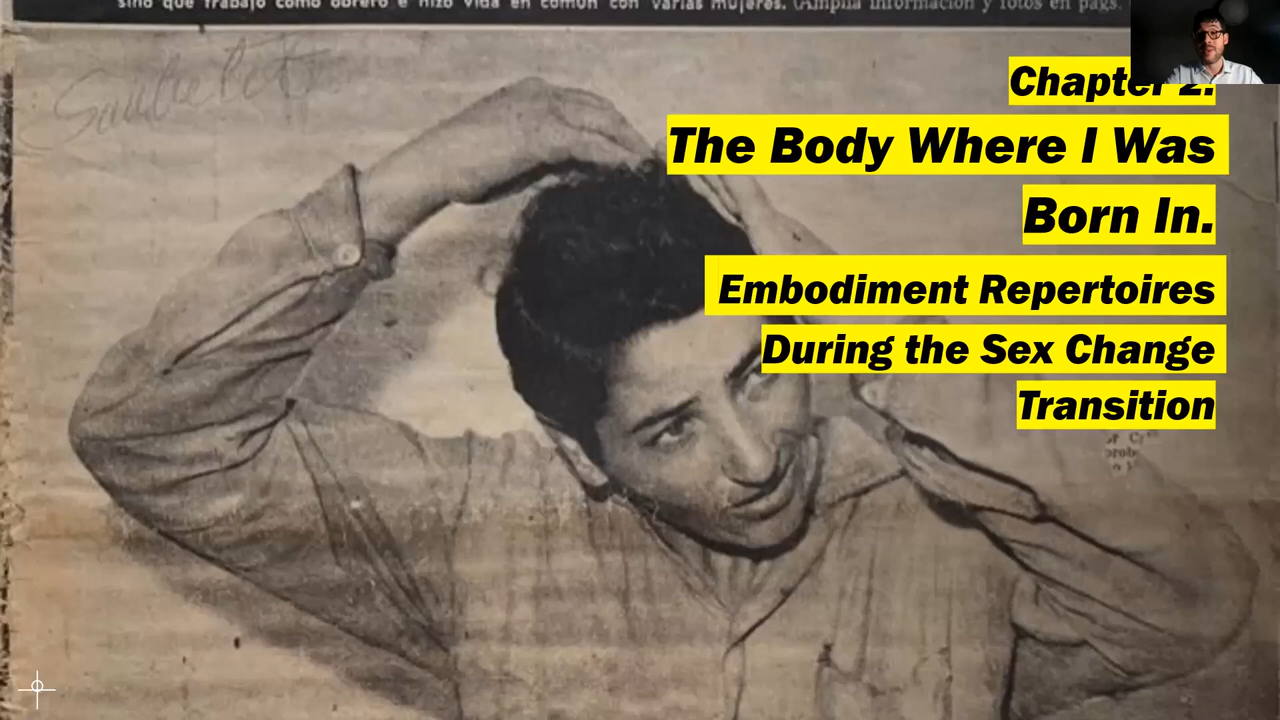 sino que trabajó como obrero e hizo vida en común con varias mujeres. (Amplia información y fotos en págs.
Chapter 2.
The Body Where I Was
Born In.
Embodiment Repertoires
During the Sex Change
Transition